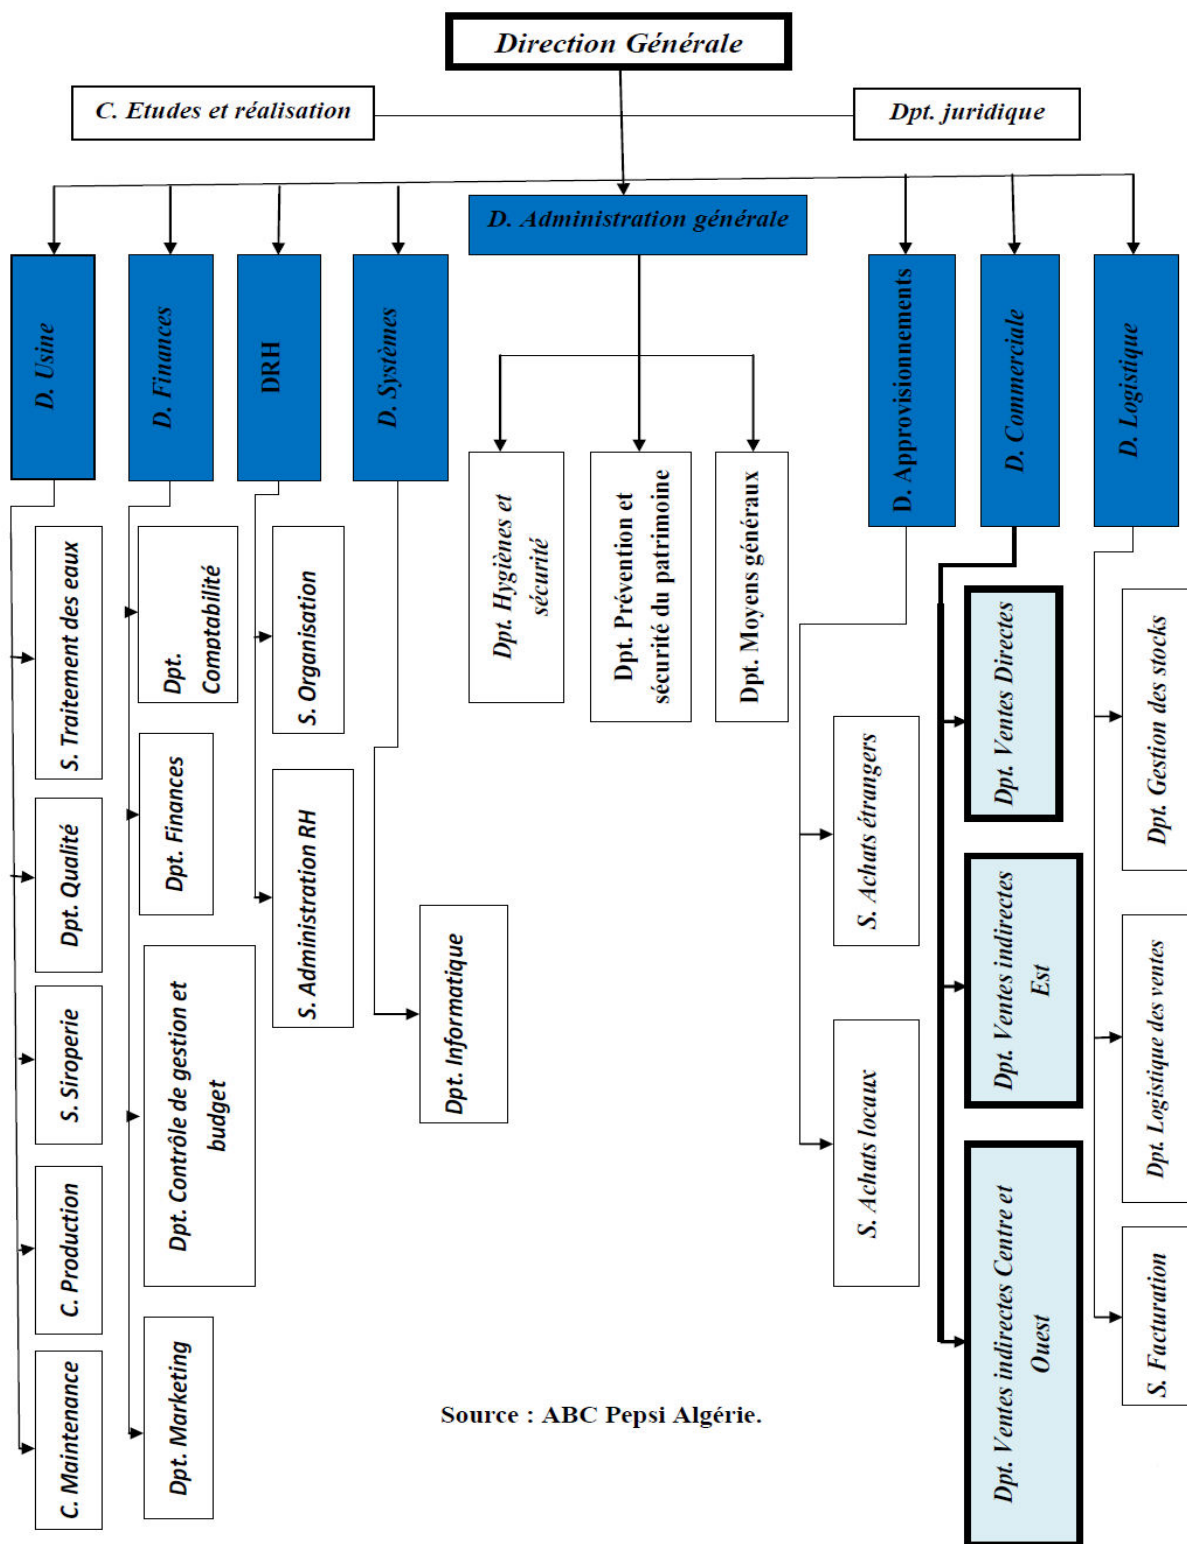 Direction Générale
C. Etudes et réalisation
Dpt. juridique
D. Administration générale
D. Usine
D. Finances
DRH
D. Systèmes
D. Approvisionnements
D. Commerciale
D. Logistique
Dpt. Hygiènes et
sécurité
Dpt. Prévention et
sécurité du patrimoine
Dpt. Moyens généraux
S. Traitement des eaux
Dpt. Qualité
S. Siroperie
C. Production
C. Maintenance
Dpt.
Comptabilité
Dpt. Finances
Dpt. Contrôle de gestion et
budget
Dpt. Marketing
S. Organisation
S. Administration RH
Dpt. Informatique
S. Achats étrangers
S. Achats locaux
Dpt. Ventes Directes
Dpt. Ventes indirectes
Est
Dpt. Ventes indirectes Centre et
Ouest
Dpt. Gestion des stocks
Dpt. Logistique des ventes
S. Facturation
Source : ABC Pepsi Algérie.